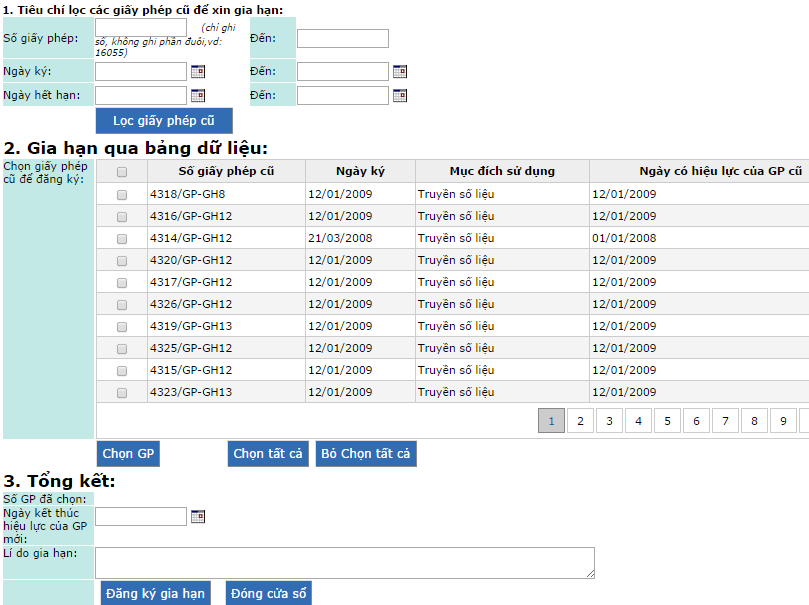 1. Tiêu chí lọc các giấy phép cũ để xin gia hạn:
Số giấy phép: (chỉ ghi số, không ghi phần đuôi,vd: 16055) Đến:
Ngày ký: Đến:
Ngày hết hạn: Đến:
Lọc giấy phép cũ
2. Gia hạn qua bảng dữ liệu:
Chọn giấy phép cũ để đăng ký:
Số giấy phép cũ Ngày ký Mục đích sử dụng Ngày có hiệu lực của GP cũ
4318/GP-GH8 12/01/2009 Truyền số liệu 12/01/2009
4316/GP-GH12 12/01/2009 Truyền số liệu 12/01/2009
4314/GP-GH12 21/03/2008 Truyền số liệu 01/01/2008
4320/GP-GH12 12/01/2009 Truyền số liệu 12/01/2009
4317/GP-GH12 12/01/2009 Truyền số liệu 12/01/2009
4326/GP-GH12 12/01/2009 Truyền số liệu 12/01/2009
4319/GP-GH13 12/01/2009 Truyền số liệu 12/01/2009
4325/GP-GH12 12/01/2009 Truyền số liệu 12/01/2009
4315/GP-GH12 12/01/2009 Truyền số liệu 12/01/2009
4323/GP-GH13 12/01/2009 Truyền số liệu 12/01/2009
1 2 3 4 5 6 7 8 9
Chọn GP Chọn tất cả Bỏ Chọn tất cả
3. Tổng kết:
Số GP đã chọn:
Ngày kết thúc
hiệu lực của GP
mới:
Lí do gia hạn:
Đăng ký gia hạn Đóng cửa sổ